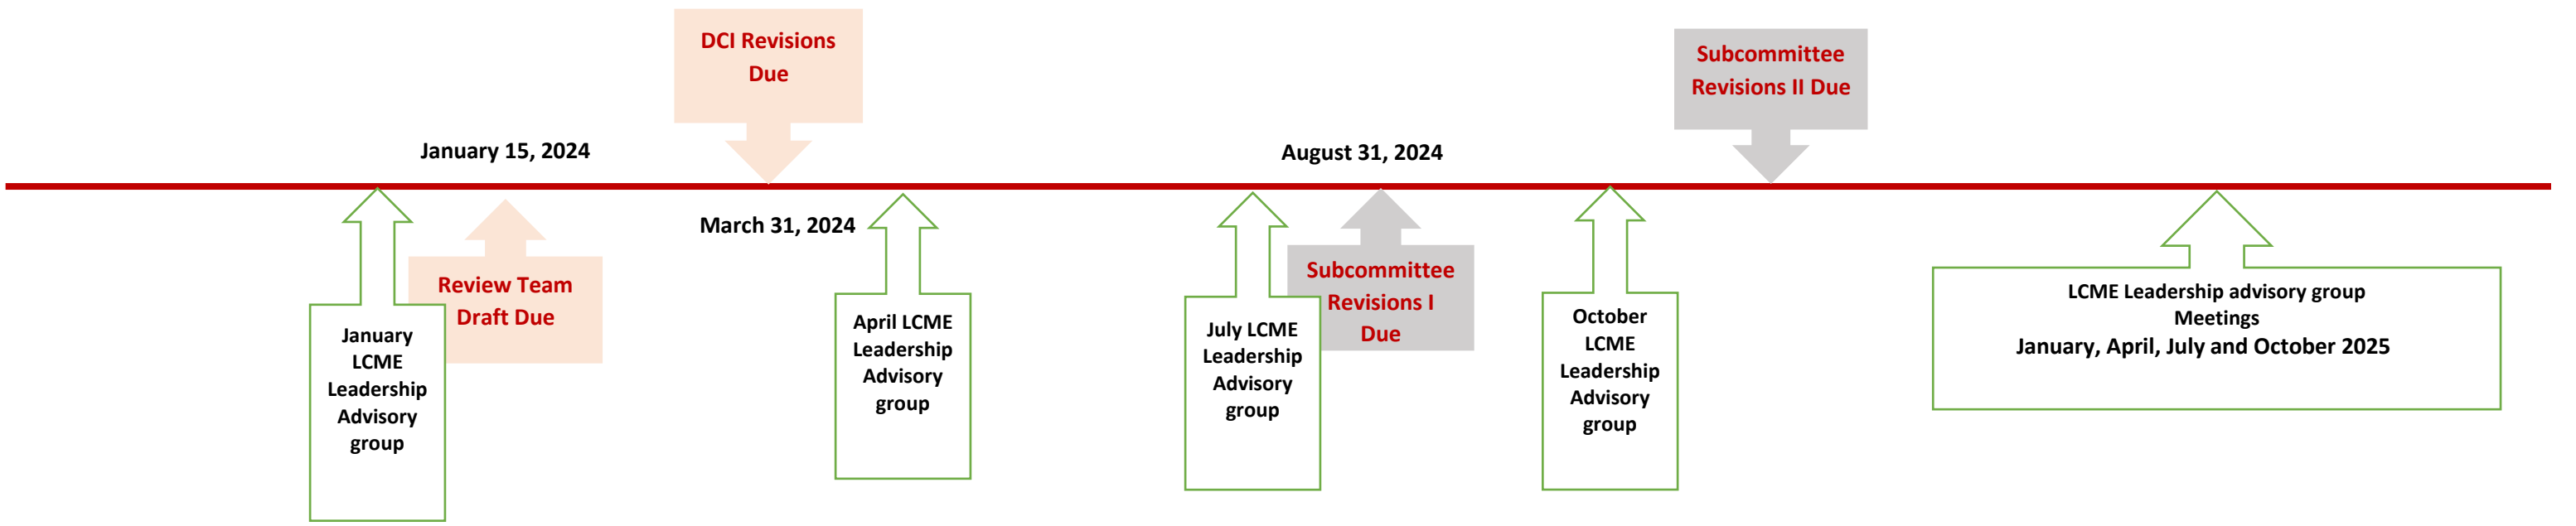 DCI Revisions
Due
Subcommittee
Revisions II Due
January 15, 2024
August 31, 2024
March 31, 2024
January
LCME
Leadership
Advisory
group
Review Team
Draft Due
April LCME
Leadership
Advisory
group
July LCME
Leadership
Advisory
group
Subcommittee
Revisions I
Due
October
LCME
Leadership
Advisory
group
LCME Leadership advisory group
Meetings
January, April, July and October 2025